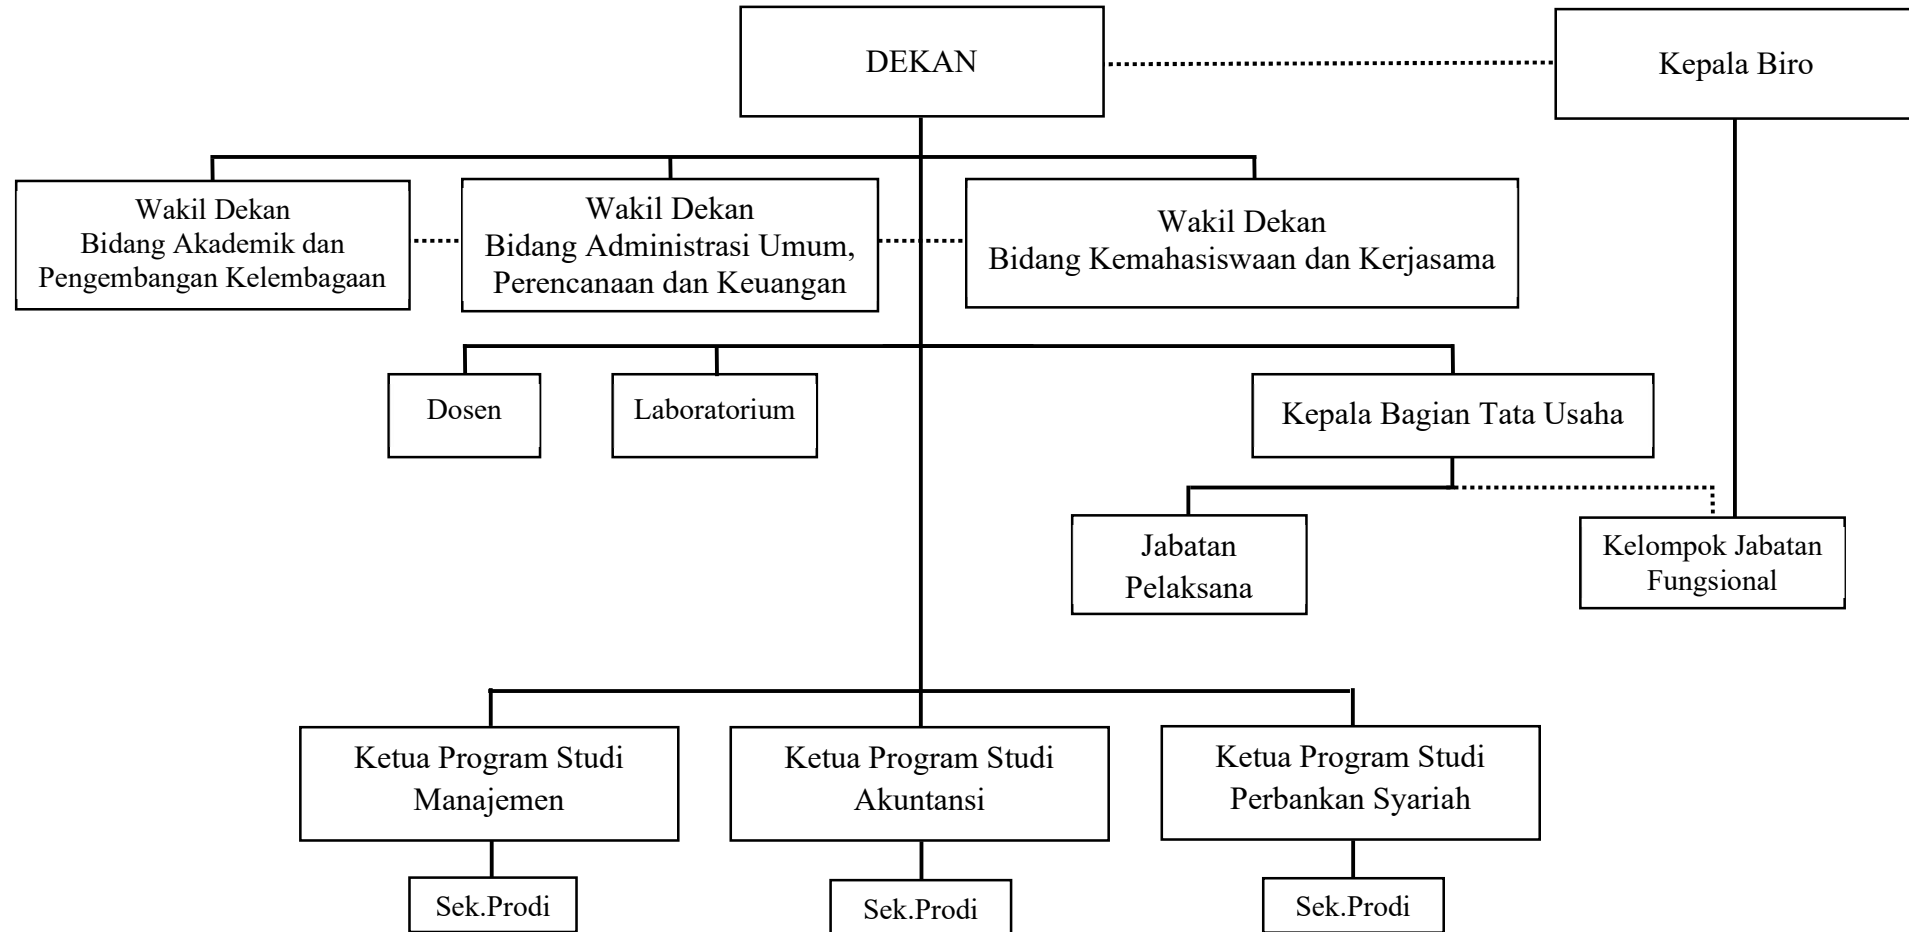 DEKAN
Kepala Biro
Wakil Dekan
Bidang Akademik dan
Pengembangan Kelembagaan
Wakil Dekan
Bidang Administrasi Umum,
Perencanaan dan Keuangan
Wakil Dekan
Bidang Kemahasiswaan dan Kerjasama
Dosen
Laboratorium
Kepala Bagian Tata Usaha
Jabatan
Pelaksana
Kelompok Jabatan
Fungsional
Ketua Program Studi
Manajemen
Ketua Program Studi
Akuntansi
Ketua Program Studi
Perbankan Syariah
Sek.Prodi
Sek.Prodi
Sek.Prodi